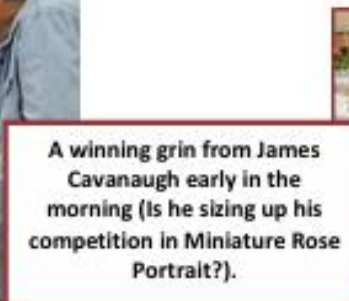 A winning grin from James
Cavanaugh early in the
morning (Is he sizing up his
competition in Miniature Rose
Portrait?).